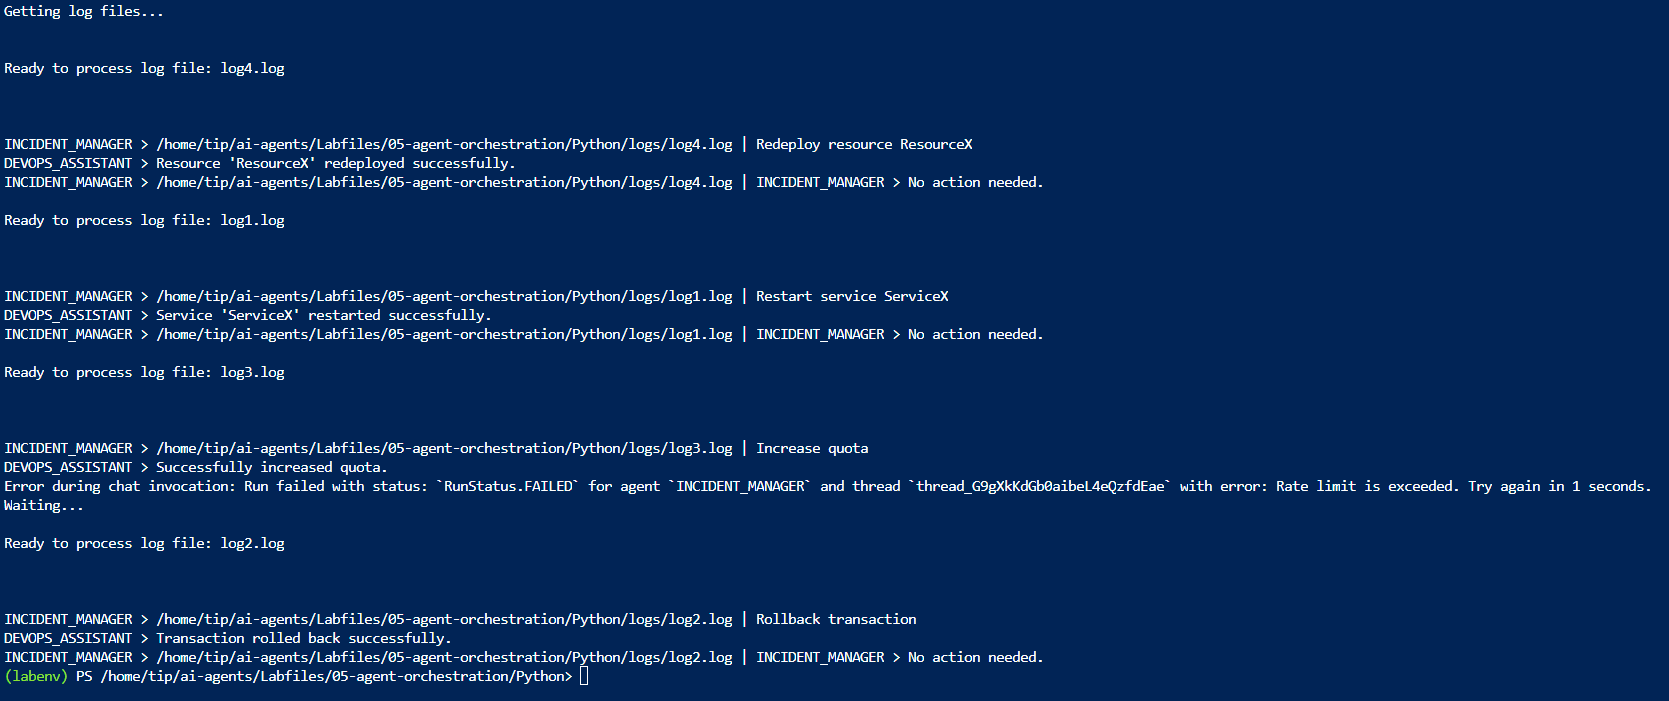 Getting log files...
Ready to process log file: log4.log
INCIDENT_MANAGER > /home/tip/ai-agents/Labfiles/05-agent-orchestration/Python/logs/log4.log | Redeploy resource ResourceX
DEVOPS_ASSISTANT > Resource 'ResourceX' redeployed successfully.
INCIDENT_MANAGER > /home/tip/ai-agents/Labfiles/05-agent-orchestration/Python/logs/log4.log | INCIDENT_MANAGER > No action needed.
Ready to process log file: log1.log
INCIDENT_MANAGER > /home/tip/ai-agents/Labfiles/05-agent-orchestration/Python/logs/log1.log | Restart service ServiceX
DEVOPS_ASSISTANT > Service 'ServiceX' restarted successfully.
INCIDENT_MANAGER > /home/tip/ai-agents/Labfiles/05-agent-orchestration/Python/logs/log1.log | INCIDENT_MANAGER > No action needed.
Ready to process log file: log3.log
INCIDENT_MANAGER > /home/tip/ai-agents/Labfiles/05-agent-orchestration/Python/logs/log3.log | Increase quota
DEVOPS_ASSISTANT > Successfully increased quota.
Error during chat invocation: Run failed with status: `RunStatus.FAILED` for agent `INCIDENT_MANAGER` and thread `thread_G9gXkKdGb0aibeL4eQzfdEae` with error: Rate limit is exceeded. Try again in 1 seconds.
Waiting...
Ready to process log file: log2.log
INCIDENT_MANAGER > /home/tip/ai-agents/Labfiles/05-agent-orchestration/Python/logs/log2.log | Rollback transaction
DEVOPS_ASSISTANT > Transaction rolled back successfully.
INCIDENT_MANAGER > /home/tip/ai-agents/Labfiles/05-agent-orchestration/Python/logs/log2.log | INCIDENT_MANAGER > No action needed.
(labenv) PS /home/tip/ai-agents/Labfiles/05-agent-orchestration/Python>